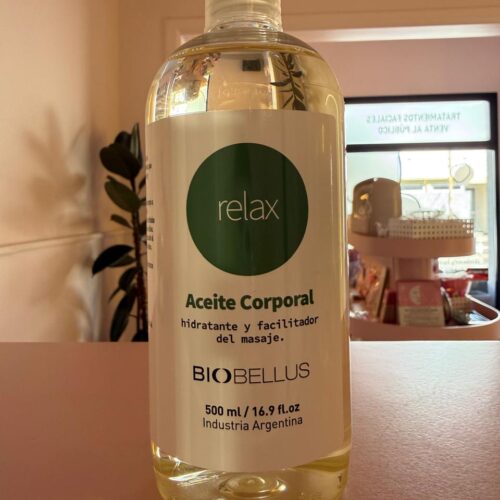 relax
Aceite Corporal
hidratante y facilitador
del masaje.
BIOBELLUS
500 ml / 16.9 fl.oz
Industria Argentina
TRATAMIENTOS FACIALES
VENTA AL PÚBLICO